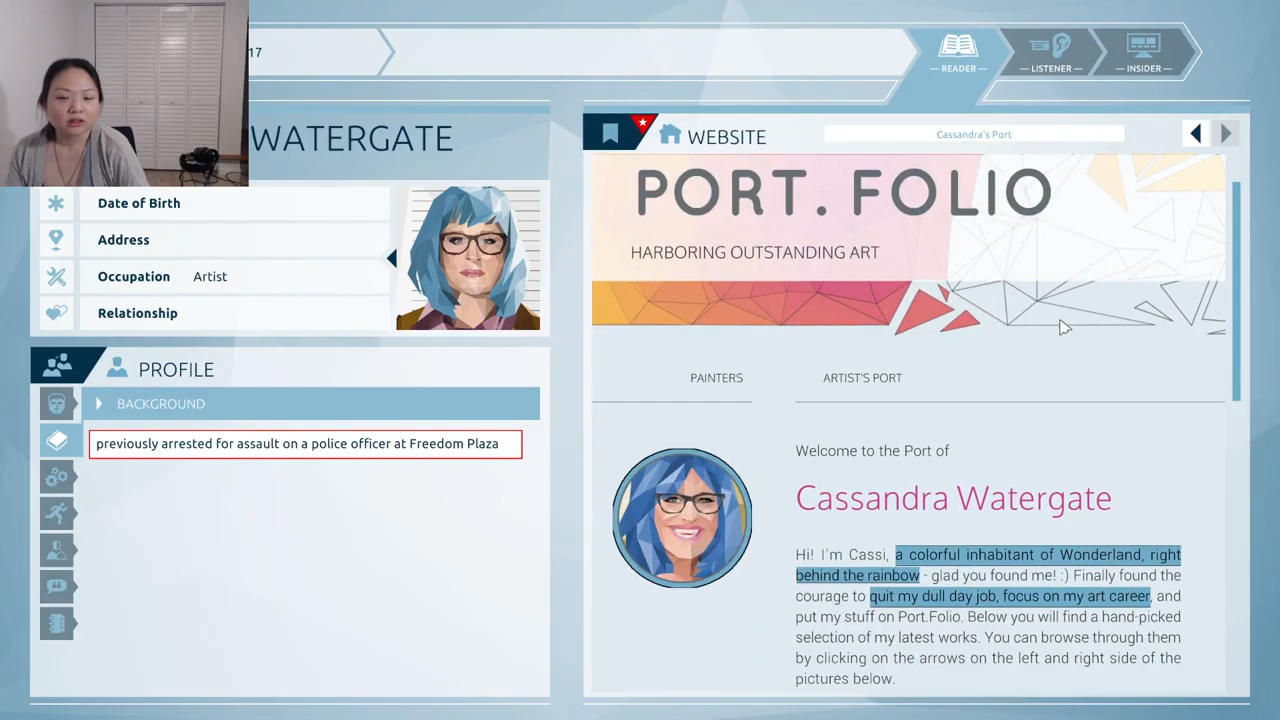 17
READER
LISTENER
INSIDER
WATERGATE
Date of Birth
Address
Occupation Artist
Relationship
PROFILE
BACKGROUND
previously arrested for assault on a police officer at Freedom Plaza
WEBSITE
Cassandra's Port
PORT. FOLIO
HARBORING OUTSTANDING ART
PAINTERS
ARTIST'S PORT
Welcome to the Port of
Cassandra Watergate
Hi! I'm Cassi, a colorful inhabitant of Wonderland, right
behind the rainbow - glad you found me! :) Finally found the
courage to quit my dull day job, focus on my art career, and
put my stuff on Port.Folio. Below you will find a hand-picked
selection of my latest works. You can browse through them
by clicking on the arrows on the left and right side of the
pictures below.